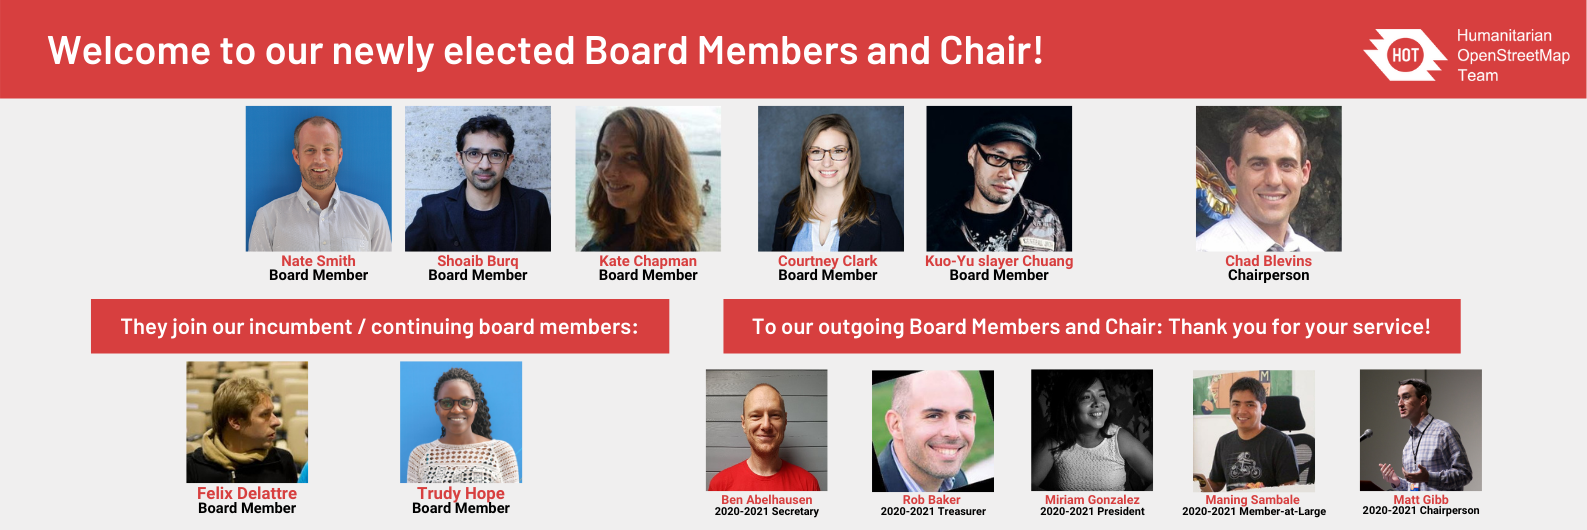 Welcome to our newly elected Board Members and Chair!
HOT
Humanitarian
OpenStreetMap
Team
Nate Smith
Board Member
Shoaib Burq
Board Member
Kate Chapman
Board Member
Courtney Clark
Board Member
Kuo-Yu slayer Chuang
Board Member
Chad Blevins
Chairperson
They join our incumbent / continuing board members:
Felix Delattre
Board Member
Trudy Hope
Board Member
To our outgoing Board Members and Chair: Thank you for your service!
Ben Abelhausen
2020-2021 Secretary
Rob Baker
2020-2021 Treasurer
Miriam Gonzalez
2020-2021 President
Maning Sambale
2020-2021 Member-at-Large
Matt Gibb
2020-2021 Chairperson